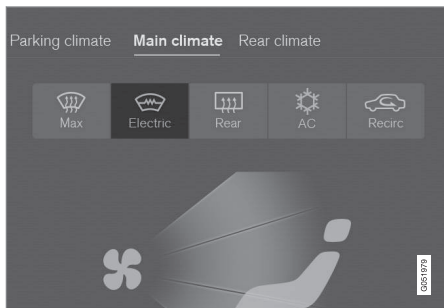 Parking climate Main climate Rear climate
Max Electric Rear AC Recirc
G051979